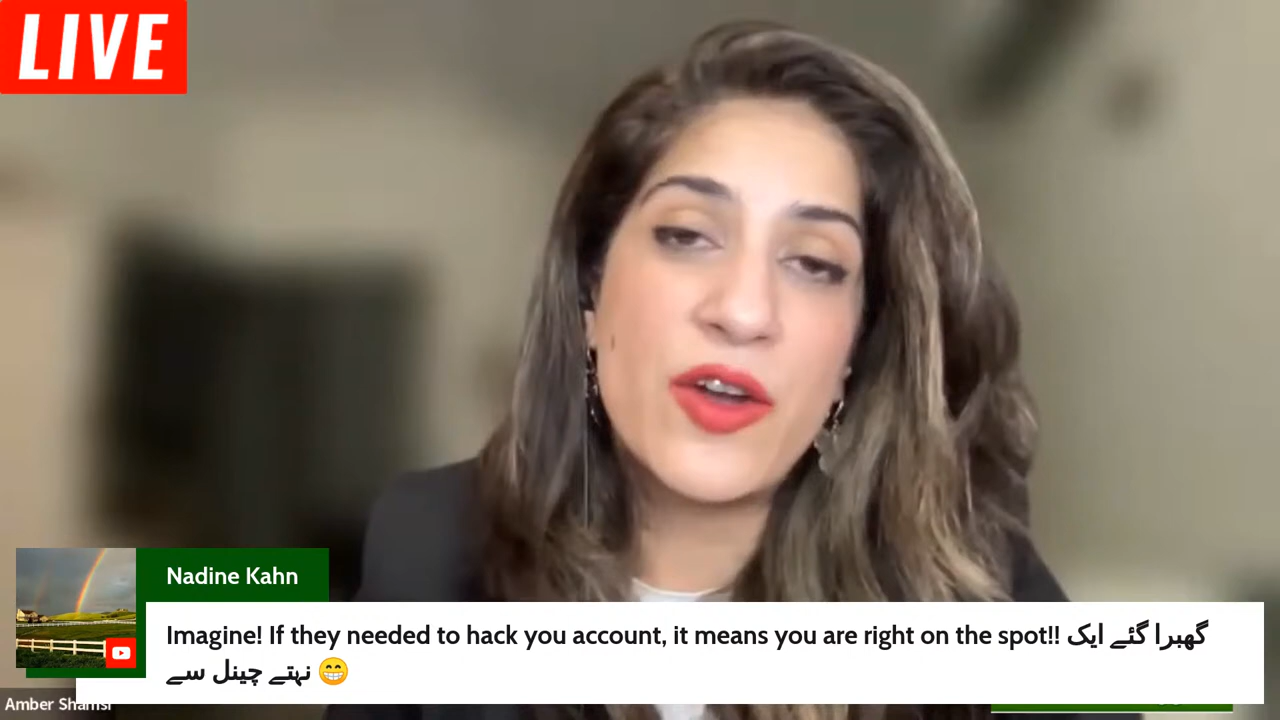 LIVE
Nadine Kahn
Imagine! If they needed to hack you account, it means you are right on the spot!! گھبرا گئے ایک
نہتے چینل سے 😁
Amber Shamsi